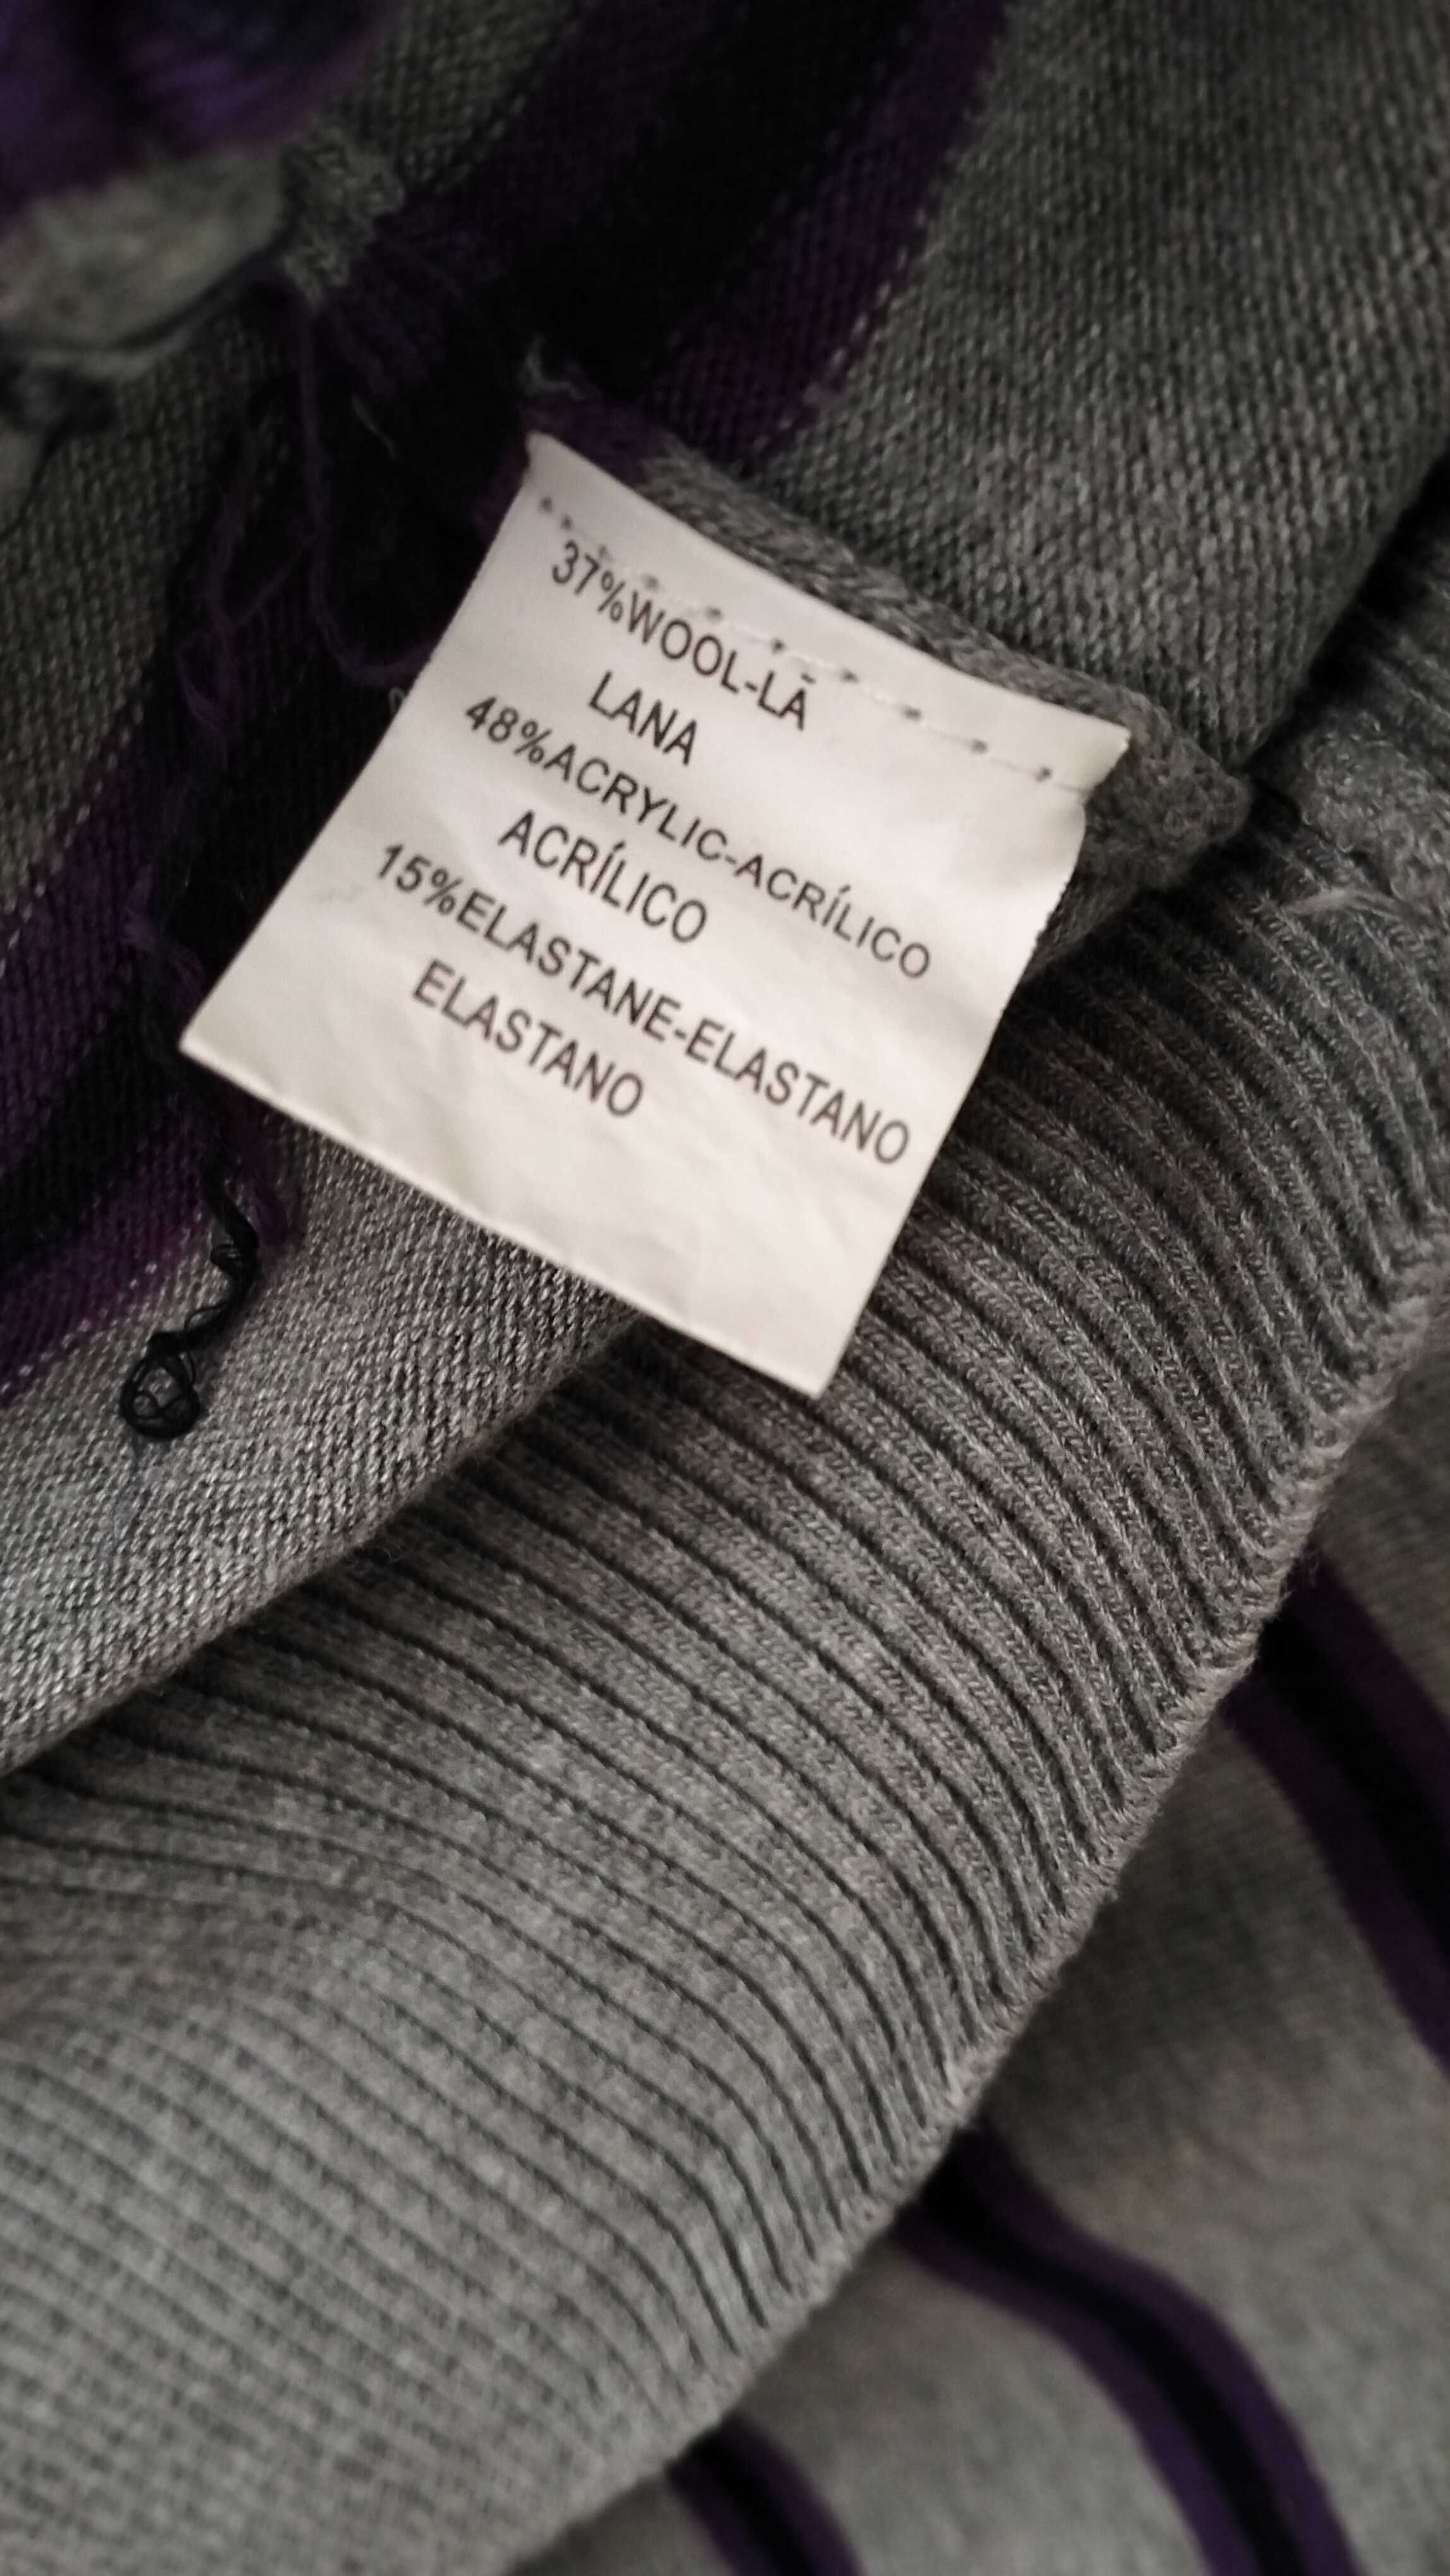 37%WOOL-LÃ
LANA
48%ACRYLIC-ACRÍLICO
ACRÍLICO
15%ELASTANE-ELASTANO
ELASTANO